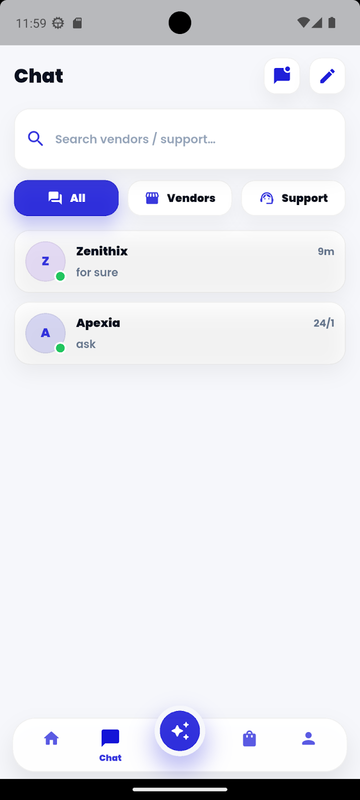 11:59
Chat
Search vendors / support...
All
Vendors
Support
Z
Zenithix
9m
for sure
A
Apexia
24/1
ask
Chat